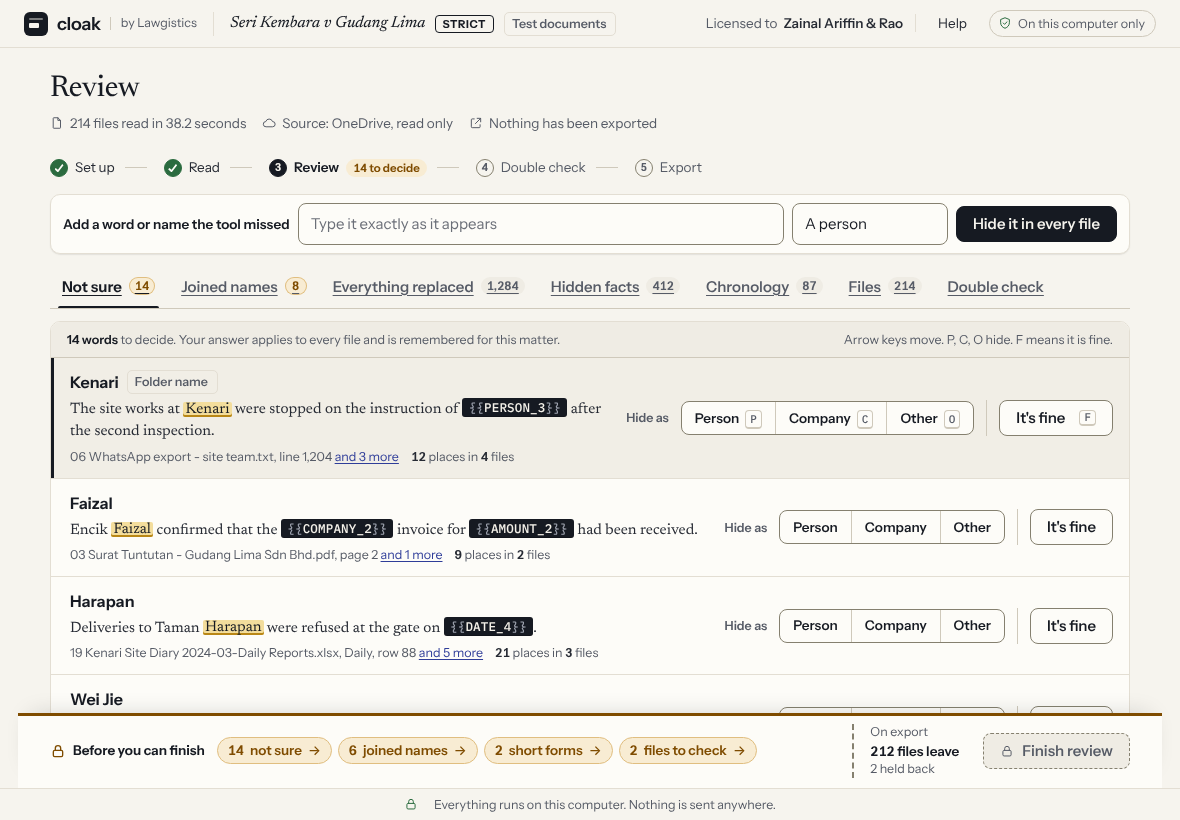 cloak by Lawgistics Seri Kembara v Gudang Lima STRICT Test documents Licensed to Zainal Ariffin & Rao Help On this computer only
Review
214 files read in 38.2 seconds Source: OneDrive, read only Nothing has been exported
Set up Read 3 Review 14 to decide 4 Double check 5 Export
Add a word or name the tool missed Type it exactly as it appears A person Hide it in every file
Not sure 14 Joined names 8 Everything replaced 1,284 Hidden facts 412 Chronology 87 Files 214 Double check
14 words to decide. Your answer applies to every file and is remembered for this matter. Arrow keys move. P, C, O hide. F means it is fine.
Kenari Folder name
The site works at Kenari were stopped on the instruction of {{PERSON_3}} after
the second inspection.
Hide as Person P Company C Other O It's fine F
06 WhatsApp export - site team.txt, line 1,204 and 3 more 12 places in 4 files
Faizal
Encik Faizal confirmed that the {{COMPANY_2}} invoice for {{AMOUNT_2}} had been received. Hide as Person Company Other It's fine
03 Surat Tuntutan - Gudang Lima Sdn Bhd.pdf, page 2 and 1 more 9 places in 2 files
Harapan
Deliveries to Taman Harapan were refused at the gate on {{DATE_4}}. Hide as Person Company Other It's fine
19 Kenari Site Diary 2024-03-Daily Reports.xlsx, Daily, row 88 and 5 more 21 places in 3 files
Wei Jie
Before you can finish 14 not sure → 6 joined names → 2 short forms → 2 files to check →
On export
212 files leave
2 held back
Finish review
Everything runs on this computer. Nothing is sent anywhere.